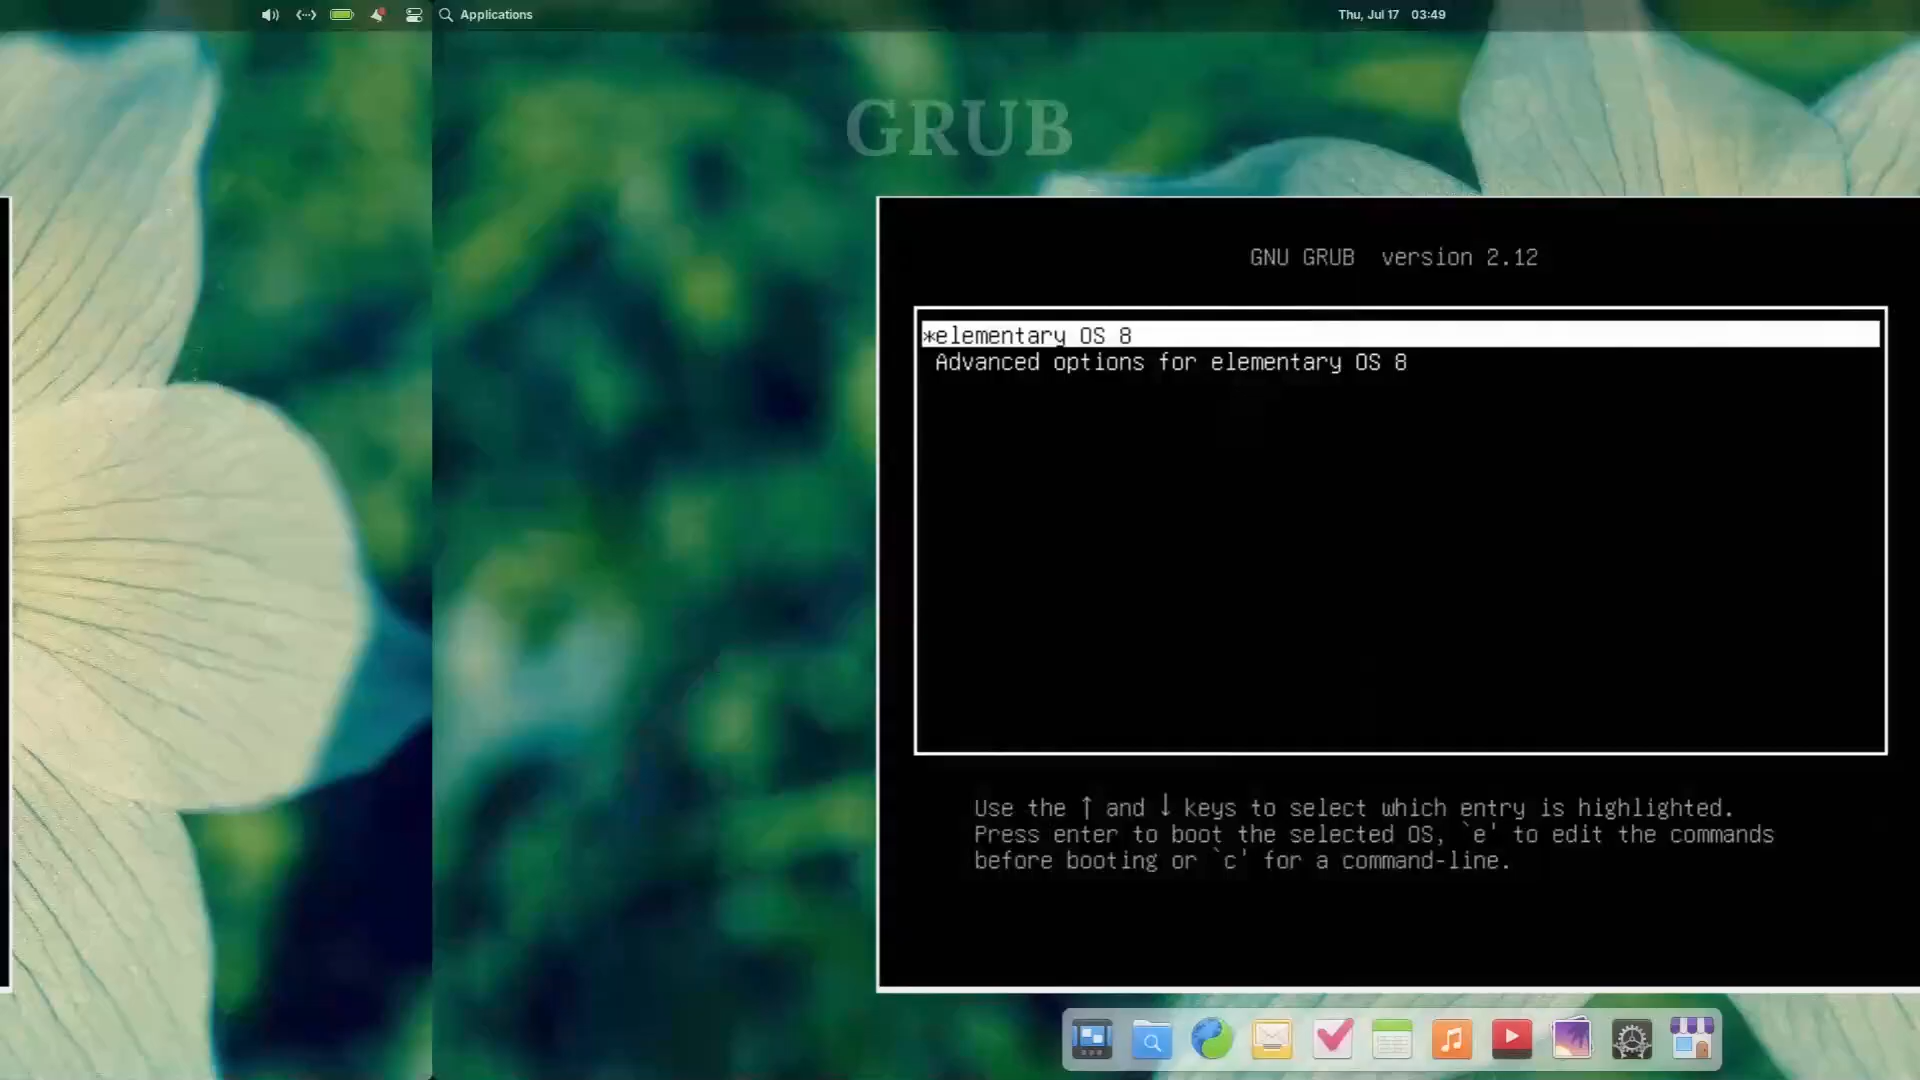 Applications
Thu, Jul 17 03:49
GRUB
GNU GRUB version 2.12
*elementary OS 8
Advanced options for elementary OS 8
Use the ↑ and ↓ keys to select which entry is highlighted.
Press enter to boot the selected OS, `e' to edit the commands
before booting or `c' for a command-line.